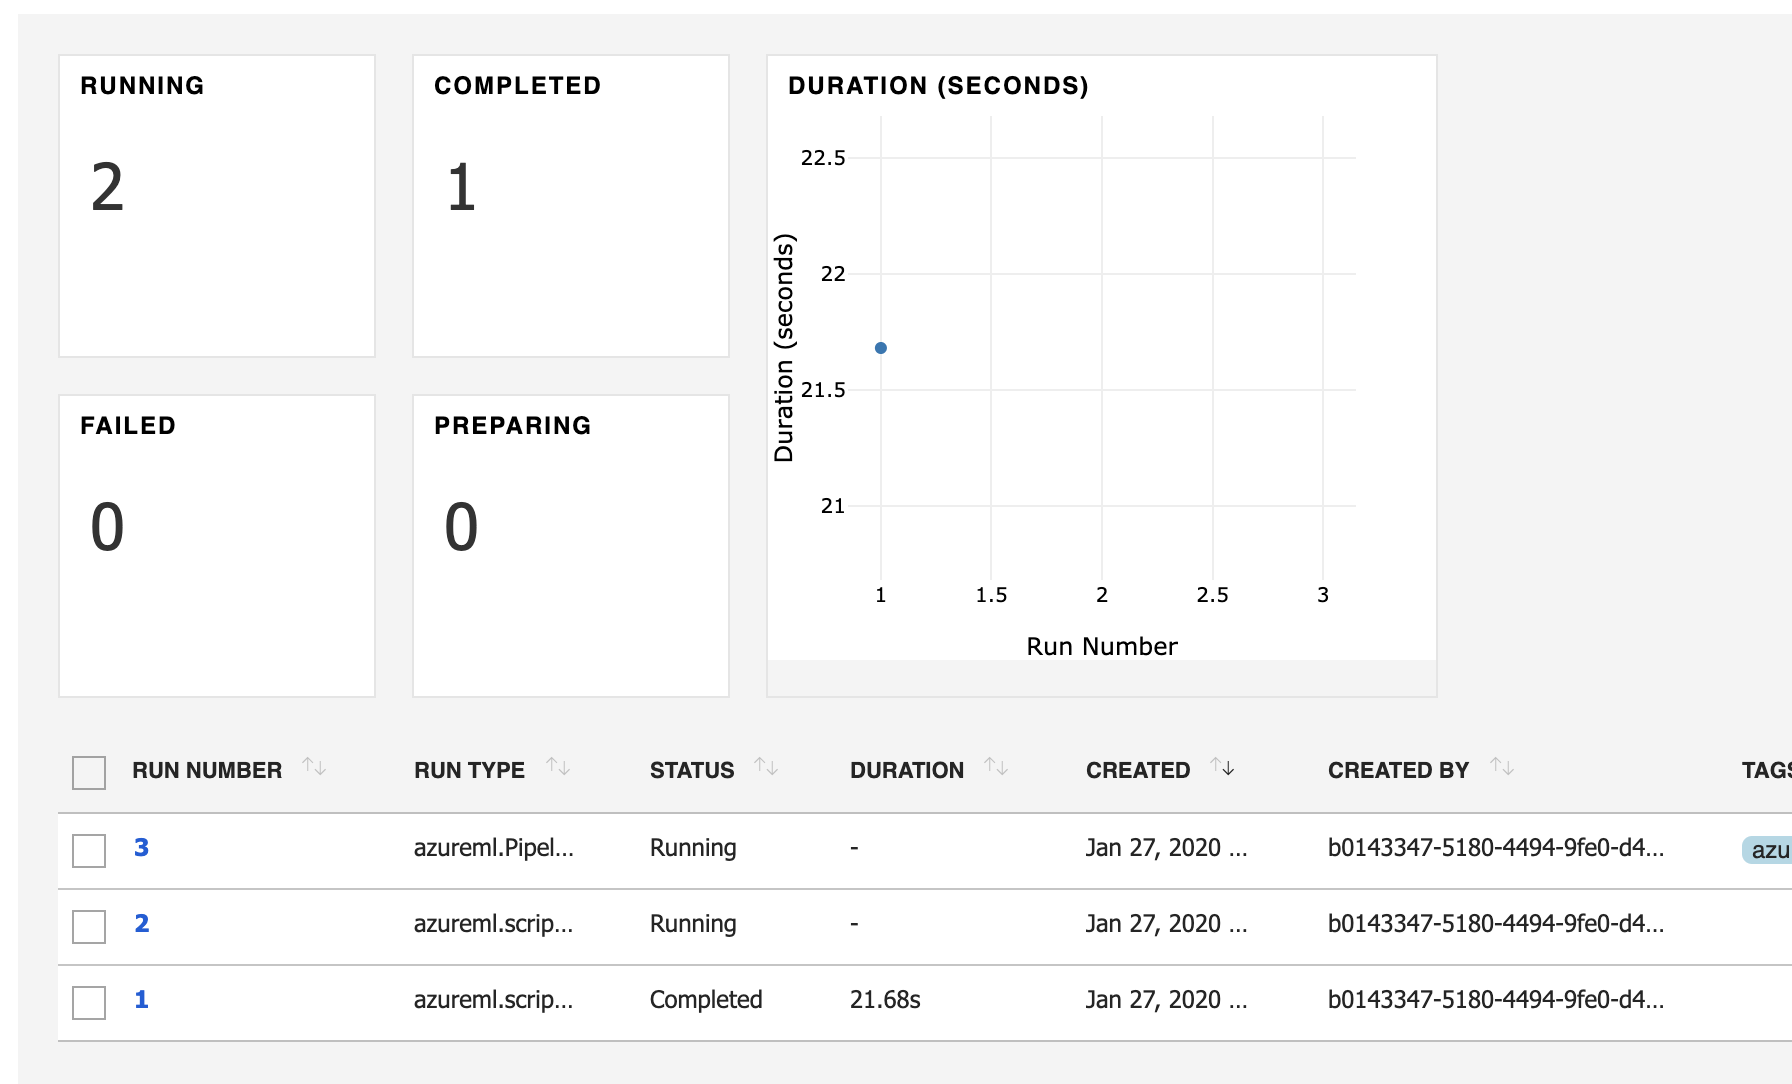 RUNNING
2
COMPLETED
1
FAILED
0
PREPARING
0
DURATION (SECONDS)
Duration (seconds)
22.5
22
21.5
21
1 1.5 2 2.5 3
Run Number
RUN NUMBER RUN TYPE STATUS DURATION CREATED CREATED BY TAGS
3 azureml.Pipel... Running - Jan 27, 2020 ... b0143347-5180-4494-9fe0-d4... azu
2 azureml.scrip... Running - Jan 27, 2020 ... b0143347-5180-4494-9fe0-d4...
1 azureml.scrip... Completed 21.68s Jan 27, 2020 ... b0143347-5180-4494-9fe0-d4...